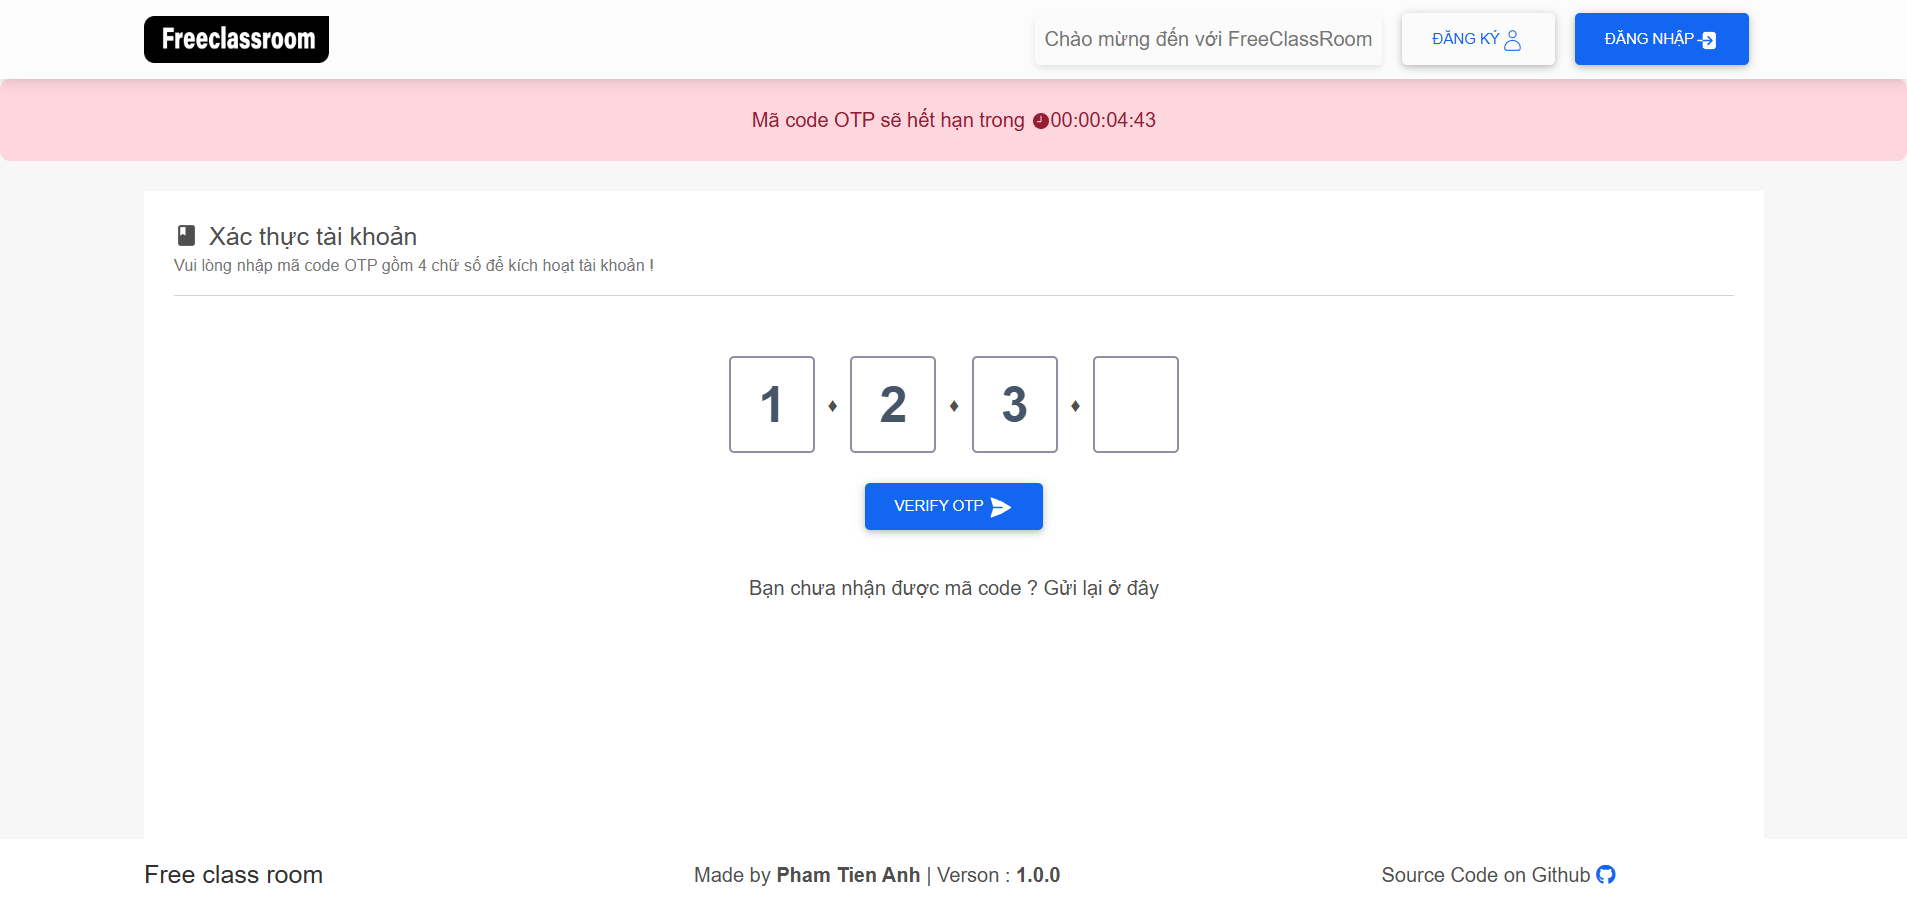 Freeclassroom
Chào mừng đến với FreeClassRoom
ĐĂNG KÝ
ĐĂNG NHẬP
Mã code OTP sẽ hết hạn trong 00:00:04:43
Xác thực tài khoản
Vui lòng nhập mã code OTP gồm 4 chữ số để kích hoạt tài khoản !
1 ♦ 2 ♦ 3 ♦
VERIFY OTP
Bạn chưa nhận được mã code ? Gửi lại ở đây
Free class room
Made by Pham Tien Anh | Verson : 1.0.0
Source Code on Github